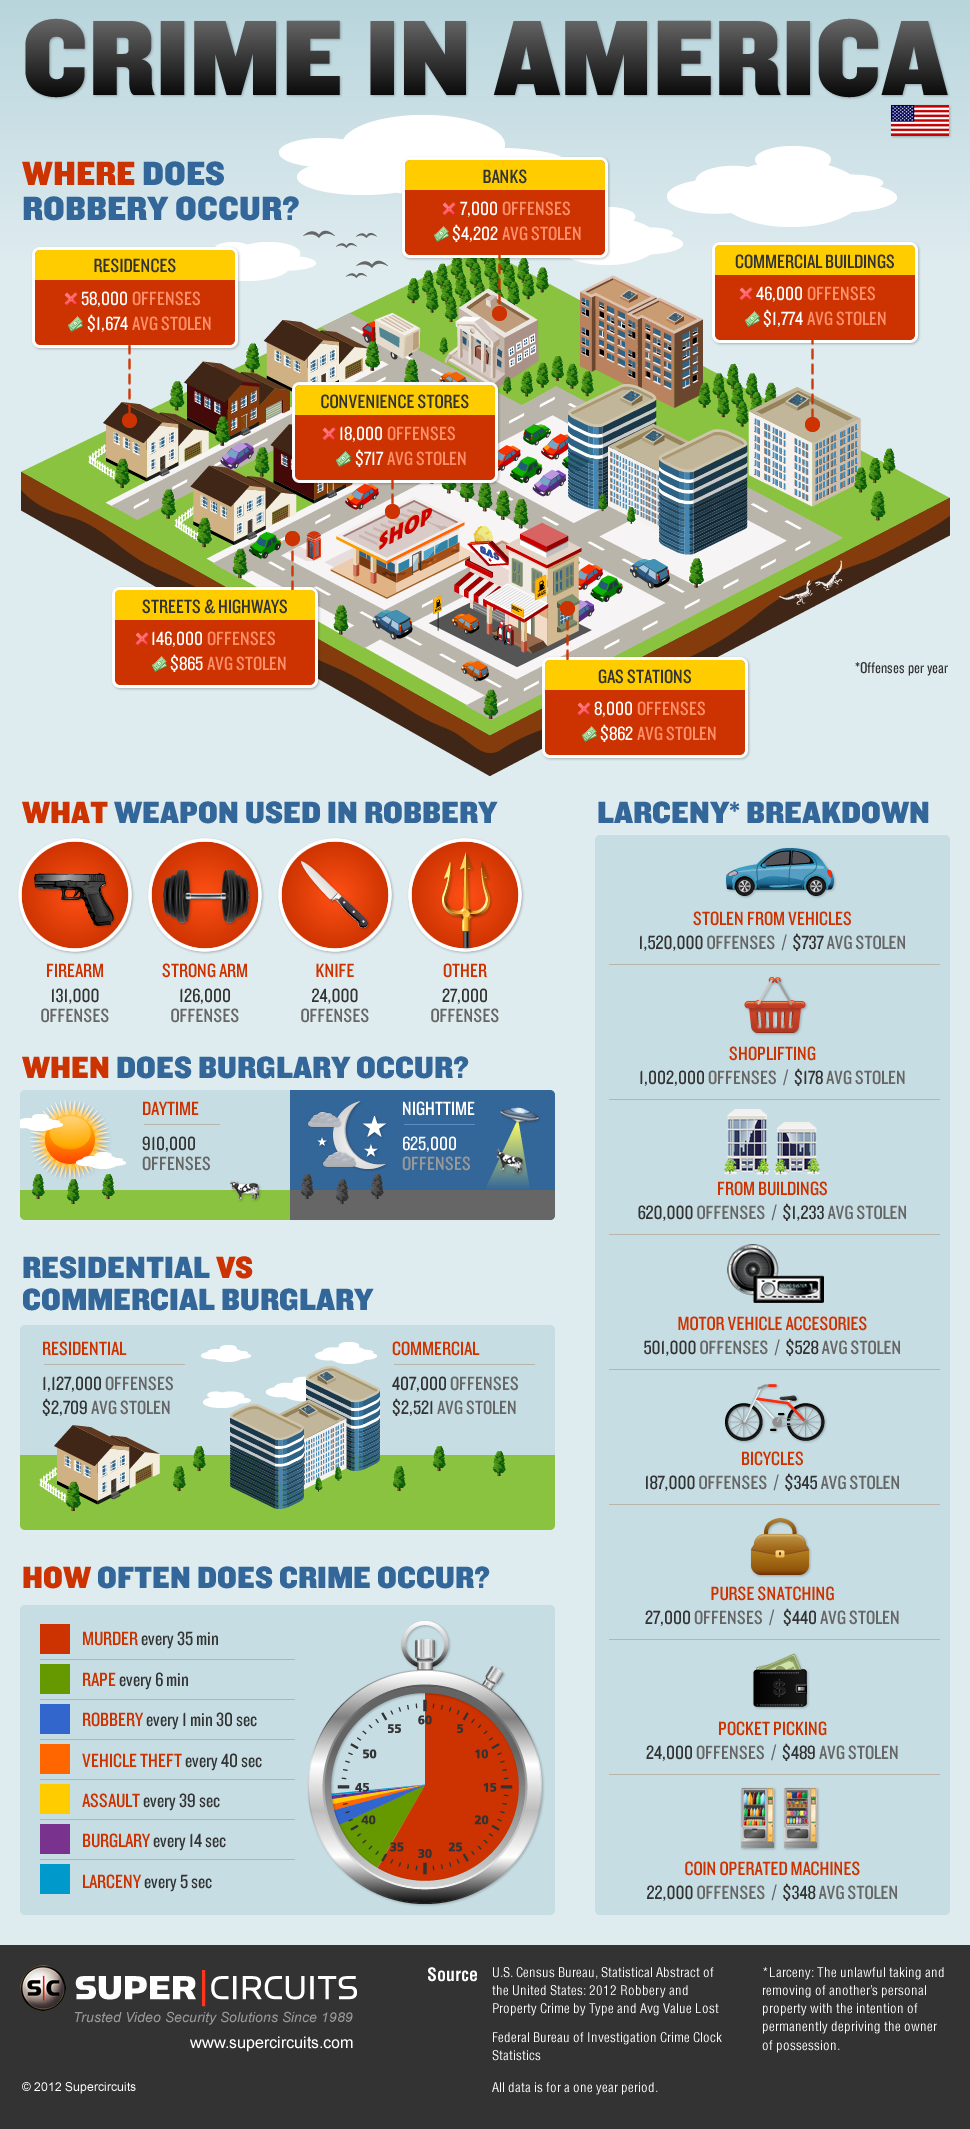 CRIME IN AMERICA
WHERE DOES
ROBBERY OCCUR?
BANKS
7,000 OFFENSES
$4,202 AVG STOLEN
RESIDENCES
58,000 OFFENSES
$1,674 AVG STOLEN
COMMERCIAL BUILDINGS
46,000 OFFENSES
$1,774 AVG STOLEN
CONVENIENCE STORES
18,000 OFFENSES
$717 AVG STOLEN
SHOP
GAS
STREETS & HIGHWAYS
146,000 OFFENSES
$865 AVG STOLEN
GAS STATIONS
8,000 OFFENSES
$862 AVG STOLEN
*Offenses per year
WHAT WEAPON USED IN ROBBERY
FIREARM
131,000
OFFENSES
STRONG ARM
126,000
OFFENSES
KNIFE
24,000
OFFENSES
OTHER
27,000
OFFENSES
WHEN DOES BURGLARY OCCUR?
DAYTIME
910,000
OFFENSES
NIGHTTIME
625,000
OFFENSES
RESIDENTIAL VS
COMMERCIAL BURGLARY
RESIDENTIAL
1,127,000 OFFENSES
$2,709 AVG STOLEN
COMMERCIAL
407,000 OFFENSES
$2,521 AVG STOLEN
HOW OFTEN DOES CRIME OCCUR?
MURDER every 35 min
RAPE every 6 min
ROBBERY every 1 min 30 sec
VEHICLE THEFT every 40 sec
ASSAULT every 39 sec
BURGLARY every 14 sec
LARCENY every 5 sec
60
5
10
15
20
25
30
35
40
45
50
55
LARCENY* BREAKDOWN
STOLEN FROM VEHICLES
1,520,000 OFFENSES / $737 AVG STOLEN
SHOPLIFTING
1,002,000 OFFENSES / $178 AVG STOLEN
FROM BUILDINGS
620,000 OFFENSES / $1,233 AVG STOLEN
MOTOR VEHICLE ACCESORIES
501,000 OFFENSES / $528 AVG STOLEN
BICYCLES
187,000 OFFENSES / $345 AVG STOLEN
PURSE SNATCHING
27,000 OFFENSES / $440 AVG STOLEN
$
POCKET PICKING
24,000 OFFENSES / $489 AVG STOLEN
COIN OPERATED MACHINES
22,000 OFFENSES / $348 AVG STOLEN
S|C SUPER|CIRCUITS
Trusted Video Security Solutions Since 1989
www.supercircuits.com
© 2012 Supercircuits
Source
U.S. Census Bureau, Statistical Abstract of
the United States: 2012 Robbery and
Property Crime by Type and Avg Value Lost
Federal Bureau of Investigation Crime Clock
Statistics
All data is for a one year period.
*Larceny: The unlawful taking and
removing of another's personal
property with the intention of
permanently depriving the owner
of possession.